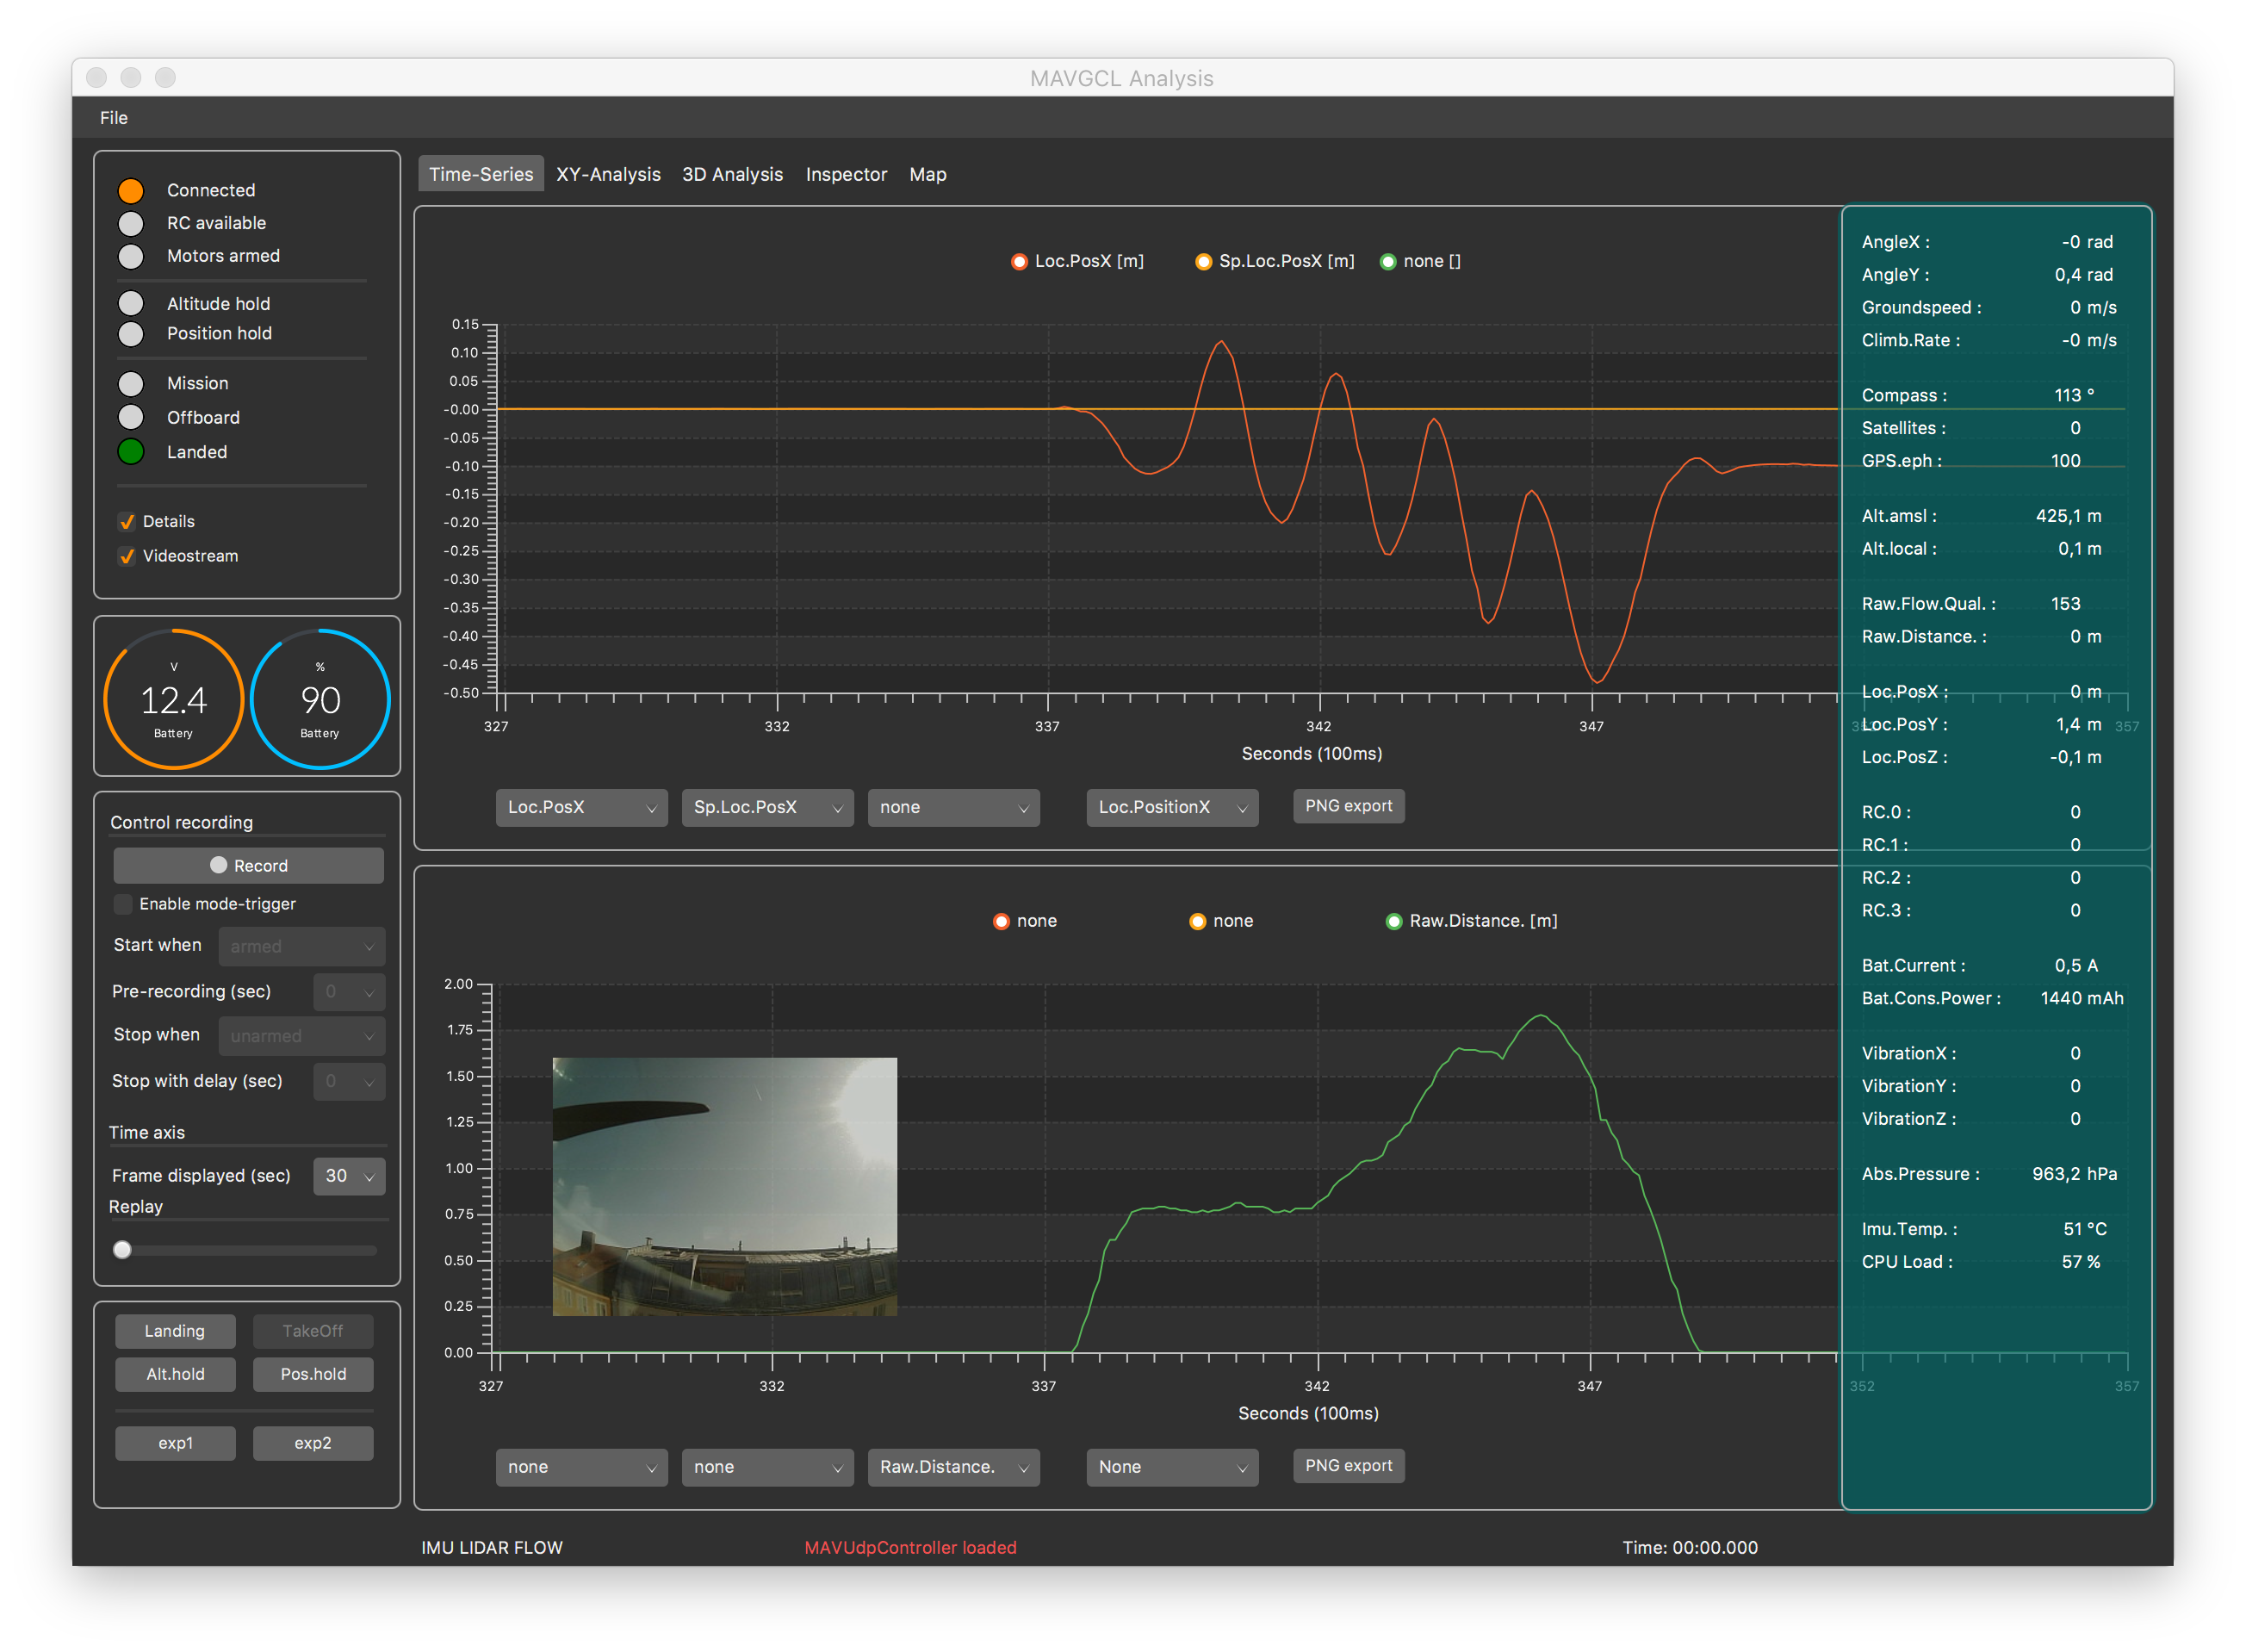 MAVGCL Analysis
File
Connected
RC available
Motors armed
Altitude hold
Position hold
Mission
Offboard
Landed
Details
Videostream
V
12.4
Battery
%
90
Battery
Control recording
Record
Enable mode-trigger
Start when armed
Pre-recording (sec) 0
Stop when unarmed
Stop with delay (sec) 0
Time axis
Frame displayed (sec) 30
Replay
Landing TakeOff
Alt.hold Pos.hold
exp1 exp2
Time-Series XY-Analysis 3D Analysis Inspector Map
Loc.PosX [m] Sp.Loc.PosX [m] none []
0.15
0.10
0.05
-0.00
-0.05
-0.10
-0.15
-0.20
-0.25
-0.30
-0.35
-0.40
-0.45
-0.50
327 332 337 342 347 357
Seconds (100ms)
Loc.PosX Sp.Loc.PosX none Loc.PositionX PNG export
none none Raw.Distance. [m]
2.00
1.75
1.50
1.25
1.00
0.75
0.50
0.25
0.00
327 332 337 342 347 352 357
Seconds (100ms)
none none Raw.Distance. None PNG export
AngleX : -0 rad
AngleY : 0,4 rad
Groundspeed : 0 m/s
Climb.Rate : -0 m/s
Compass : 113 °
Satellites : 0
GPS.eph : 100
Alt.amsl : 425,1 m
Alt.local : 0,1 m
Raw.Flow.Qual. : 153
Raw.Distance. : 0 m
Loc.PosX : 0 m
Loc.PosY : 1,4 m
Loc.PosZ : -0,1 m
RC.0 : 0
RC.1 : 0
RC.2 : 0
RC.3 : 0
Bat.Current : 0,5 A
Bat.Cons.Power : 1440 mAh
VibrationX : 0
VibrationY : 0
VibrationZ : 0
Abs.Pressure : 963,2 hPa
Imu.Temp. : 51 °C
CPU Load : 57 %
IMU LIDAR FLOW MAVUdpController loaded Time: 00:00.000